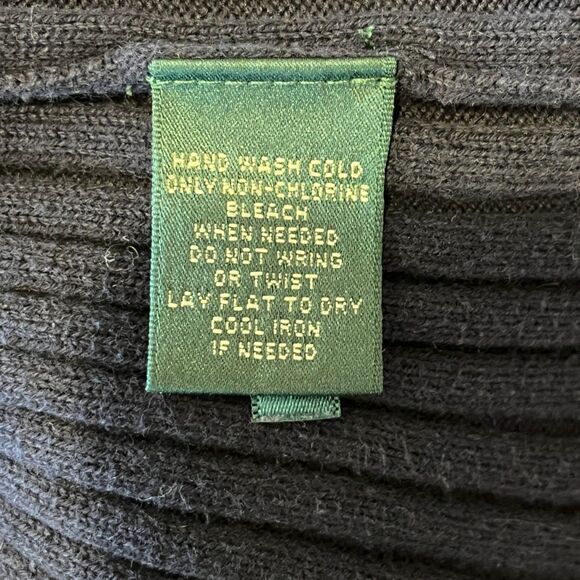 HAND WASH COLD
ONLY NON-CHLORINE
BLEACH
WHEN NEEDED
DO NOT WRING
OR TWIST
LAY FLAT TO DRY
COOL IRON
IF NEEDED